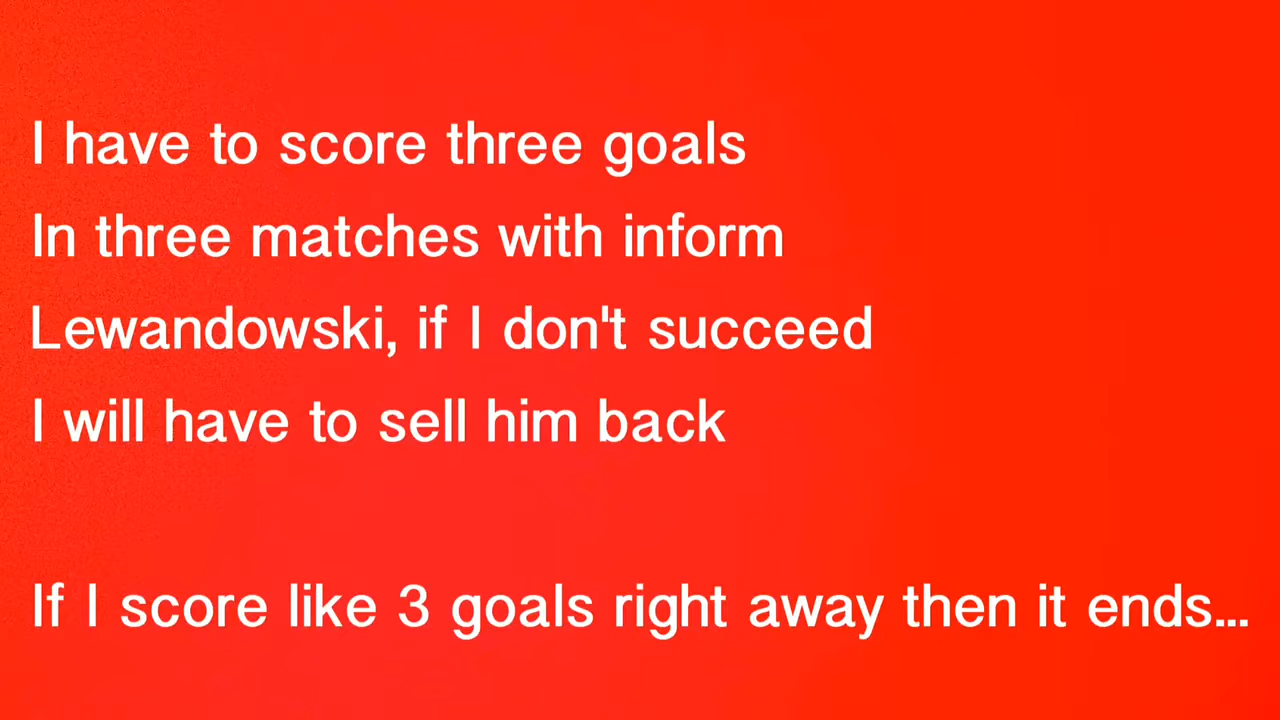 I have to score three goals
In three matches with inform
Lewandowski, if I don't succeed
I will have to sell him back
If I score like 3 goals right away then it ends...